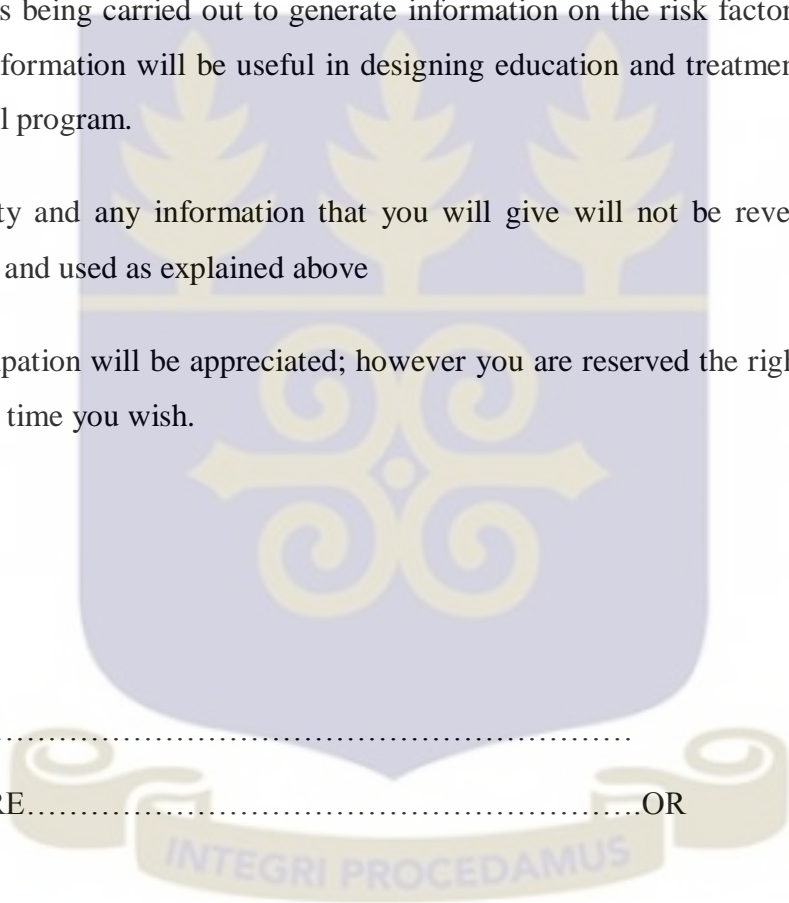 s being carried out to generate information on the risk factor
formation will be useful in designing education and treatmen
l program.
ty and any information that you will give will not be reve
and used as explained above
pation will be appreciated; however you are reserved the righ
time you wish.
……………………………………………………………
RE…………………………………………………….OR
INTEGRI PROCEDAMUS